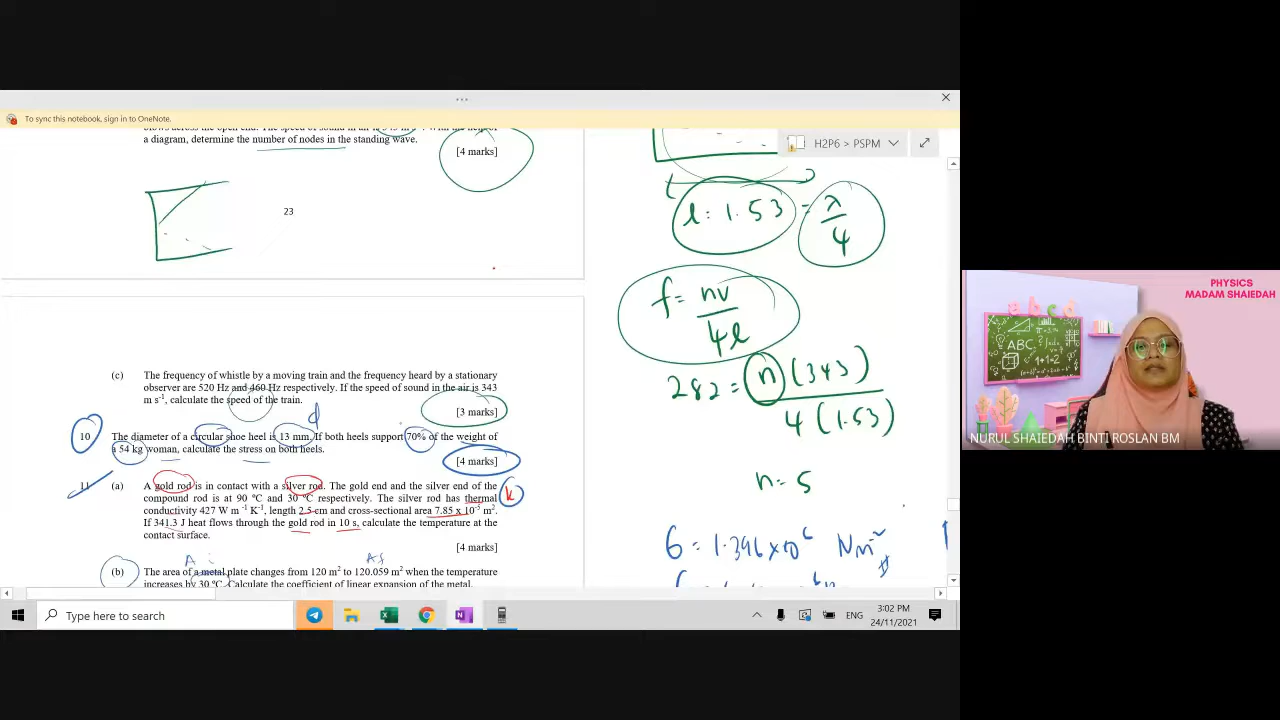 To sync this notebook, sign in to OneNote.
a diagram, determine the number of nodes in the standing wave.
[4 marks]
23
(c) The frequency of whistle by a moving train and the frequency heard by a stationary
observer are 520 Hz and 460 Hz respectively. If the speed of sound in the air is 343
m s-1, calculate the speed of the train.
[3 marks]
d
10 The diameter of a circular shoe heel is 13 mm. If both heels support 70% of the weight of
a 54 kg woman, calculate the stress on both heels.
[4 marks]
11 (a) A gold rod is in contact with a silver rod. The gold end and the silver end of the
compound rod is at 90 °C and 30 °C respectively. The silver rod has thermal
k
conductivity 427 W m -1 K-1, length 2.5 cm and cross-sectional area 7.85 x 10-5 m2.
If 341.3 J heat flows through the gold rod in 10 s, calculate the temperature at the
contact surface.
[4 marks]
(b) The area of a metal plate changes from 120 m2 to 120.059 m2 when the temperature
increases by 30 °C. Calculate the coefficient of linear expansion of the metal.
H2P6 > PSPM
l = 1.53 = λ/4
f = nv/4l
282 = n(343)/4(1.53)
n = 5
6 = 1.396 x 10^6 Nm^-2
PHYSICS
MADAM SHAIEDAH
a b c d
ABC
1+1=2
NURUL SHAIEDAH BINTI ROSLAN BM
Type here to search
ENG
3:02 PM
24/11/2021